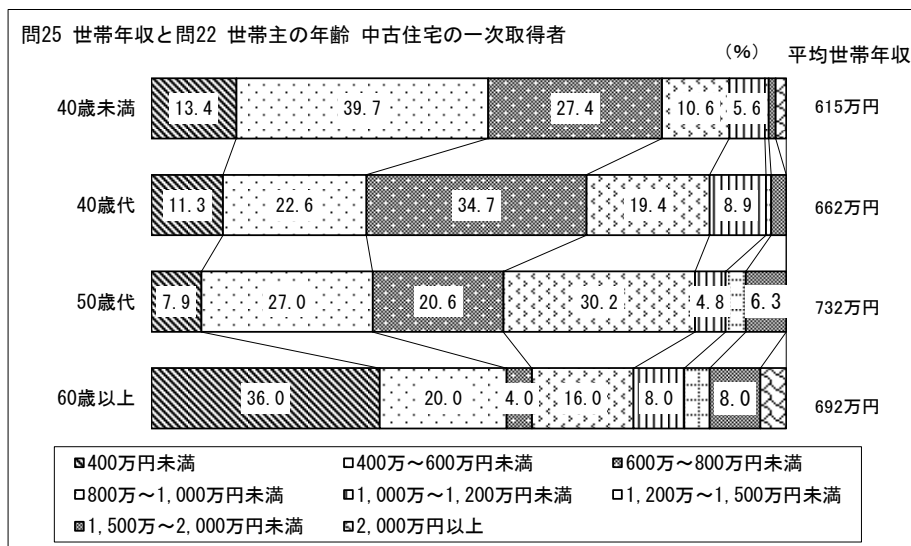 問25 世帯年収と問22 世帯主の年齢 中古住宅の一次取得者
(%) 平均世帯年収
40歳未満 13.4 39.7 27.4 10.6 5.6 615万円
40歳代 11.3 22.6 34.7 19.4 8.9 662万円
50歳代 7.9 27.0 20.6 30.2 4.8 6.3 732万円
60歳以上 36.0 20.0 4.0 16.0 8.0 8.0 692万円
400万円未満 400万～600万円未満 600万～800万円未満
800万～1,000万円未満 1,000万～1,200万円未満 1,200万～1,500万円未満
1,500万～2,000万円未満 2,000万円以上